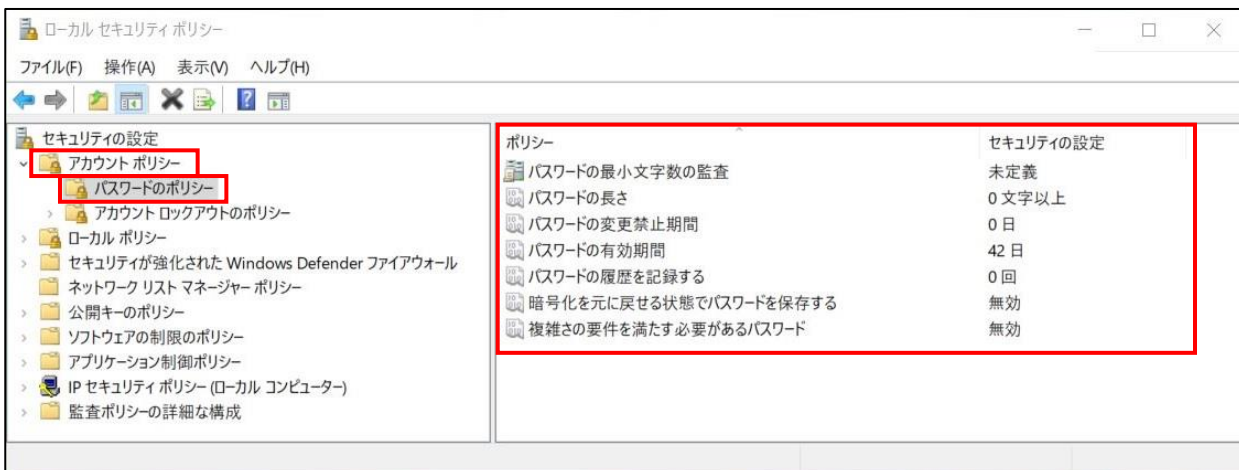 ローカル セキュリティ ポリシー
ファイル(F) 操作(A) 表示(V) ヘルプ(H)
セキュリティの設定
アカウント ポリシー
パスワードのポリシー
アカウント ロックアウトのポリシー
ローカル ポリシー
セキュリティが強化された Windows Defender ファイアウォール
ネットワーク リスト マネージャー ポリシー
公開キーのポリシー
ソフトウェアの制限のポリシー
アプリケーション制御ポリシー
IP セキュリティ ポリシー (ローカル コンピューター)
監査ポリシーの詳細な構成
ポリシー セキュリティの設定
パスワードの最小文字数の監査 未定義
パスワードの長さ 0 文字以上
パスワードの変更禁止期間 0 日
パスワードの有効期間 42 日
パスワードの履歴を記録する 0 回
暗号化を元に戻せる状態でパスワードを保存する 無効
複雑さの要件を満たす必要があるパスワード 無効